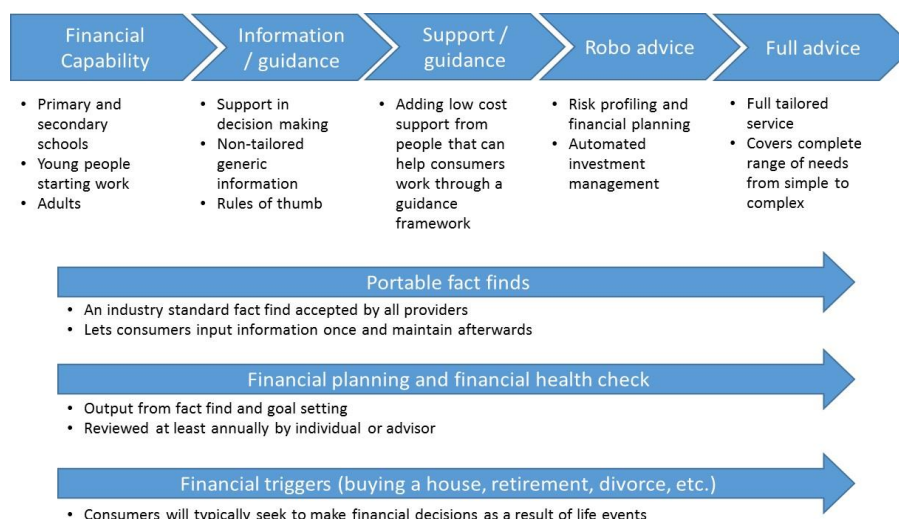 Financial
Capability
Information
/ guidance
Support /
guidance
Robo advice
Full advice
• Primary and
secondary
schools
• Young people
starting work
• Adults
• Support in
decision making
• Non-tailored
generic
information
• Rules of thumb
• Adding low cost
support from
people that can
help consumers
work through a
guidance
framework
• Risk profiling and
financial planning
• Automated
investment
management
• Full tailored
service
• Covers complete
range of needs
from simple to
complex
Portable fact finds
• An industry standard fact find accepted by all providers
• Lets consumers input information once and maintain afterwards
Financial planning and financial health check
• Output from fact find and goal setting
• Reviewed at least annually by individual or advisor
Financial triggers (buying a house, retirement, divorce, etc.)
• Consumers will typically seek to make financial decisions as a result of life events